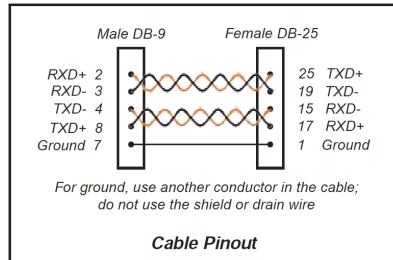 Male DB-9 Female DB-25
RXD+ 2 25 TXD+
RXD- 3 19 TXD-
TXD- 4 15 RXD-
TXD+ 8 17 RXD+
Ground 7 1 Ground
For ground, use another conductor in the cable;
do not use the shield or drain wire
Cable Pinout